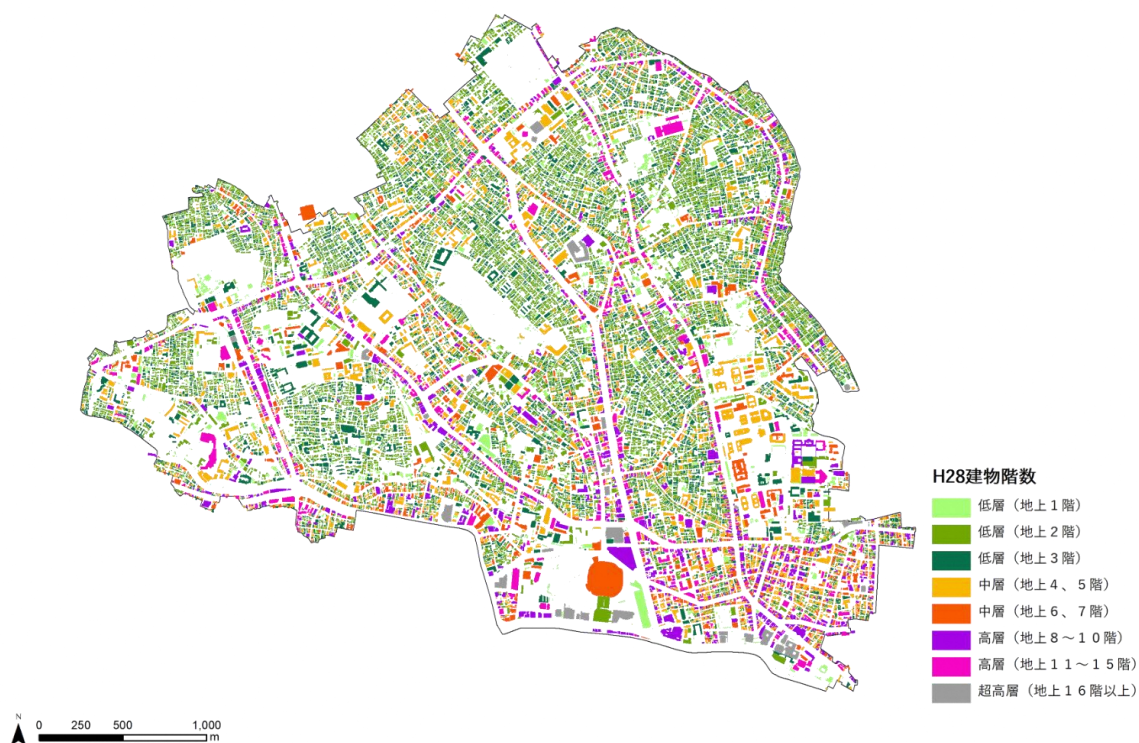 H28建物階数
低層（地上１階）
低層（地上２階）
低層（地上３階）
中層（地上４、５階）
中層（地上６、７階）
高層（地上８～１０階）
高層（地上１１～１５階）
超高層（地上１６階以上）
N
0 250 500 1,000
m